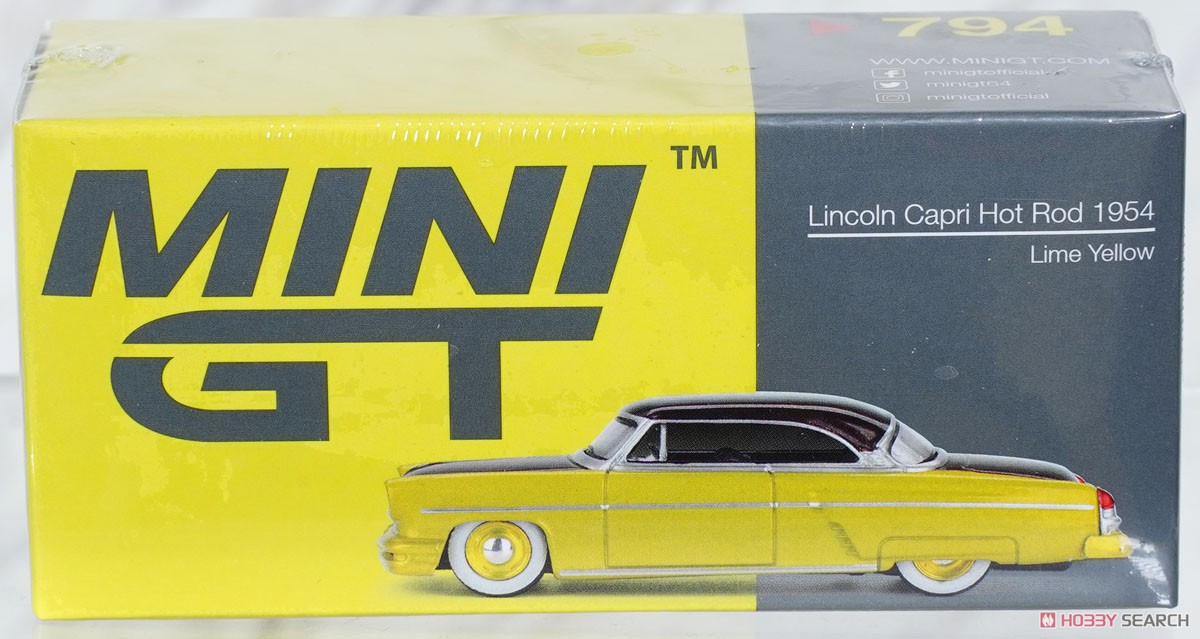 794
WWW.MINIGT.COM
minigtofficial
minigt64
minigtofficial
MINI
GT
TM
Lincoln Capri Hot Rod 1954
Lime Yellow
HOBBY SEARCH